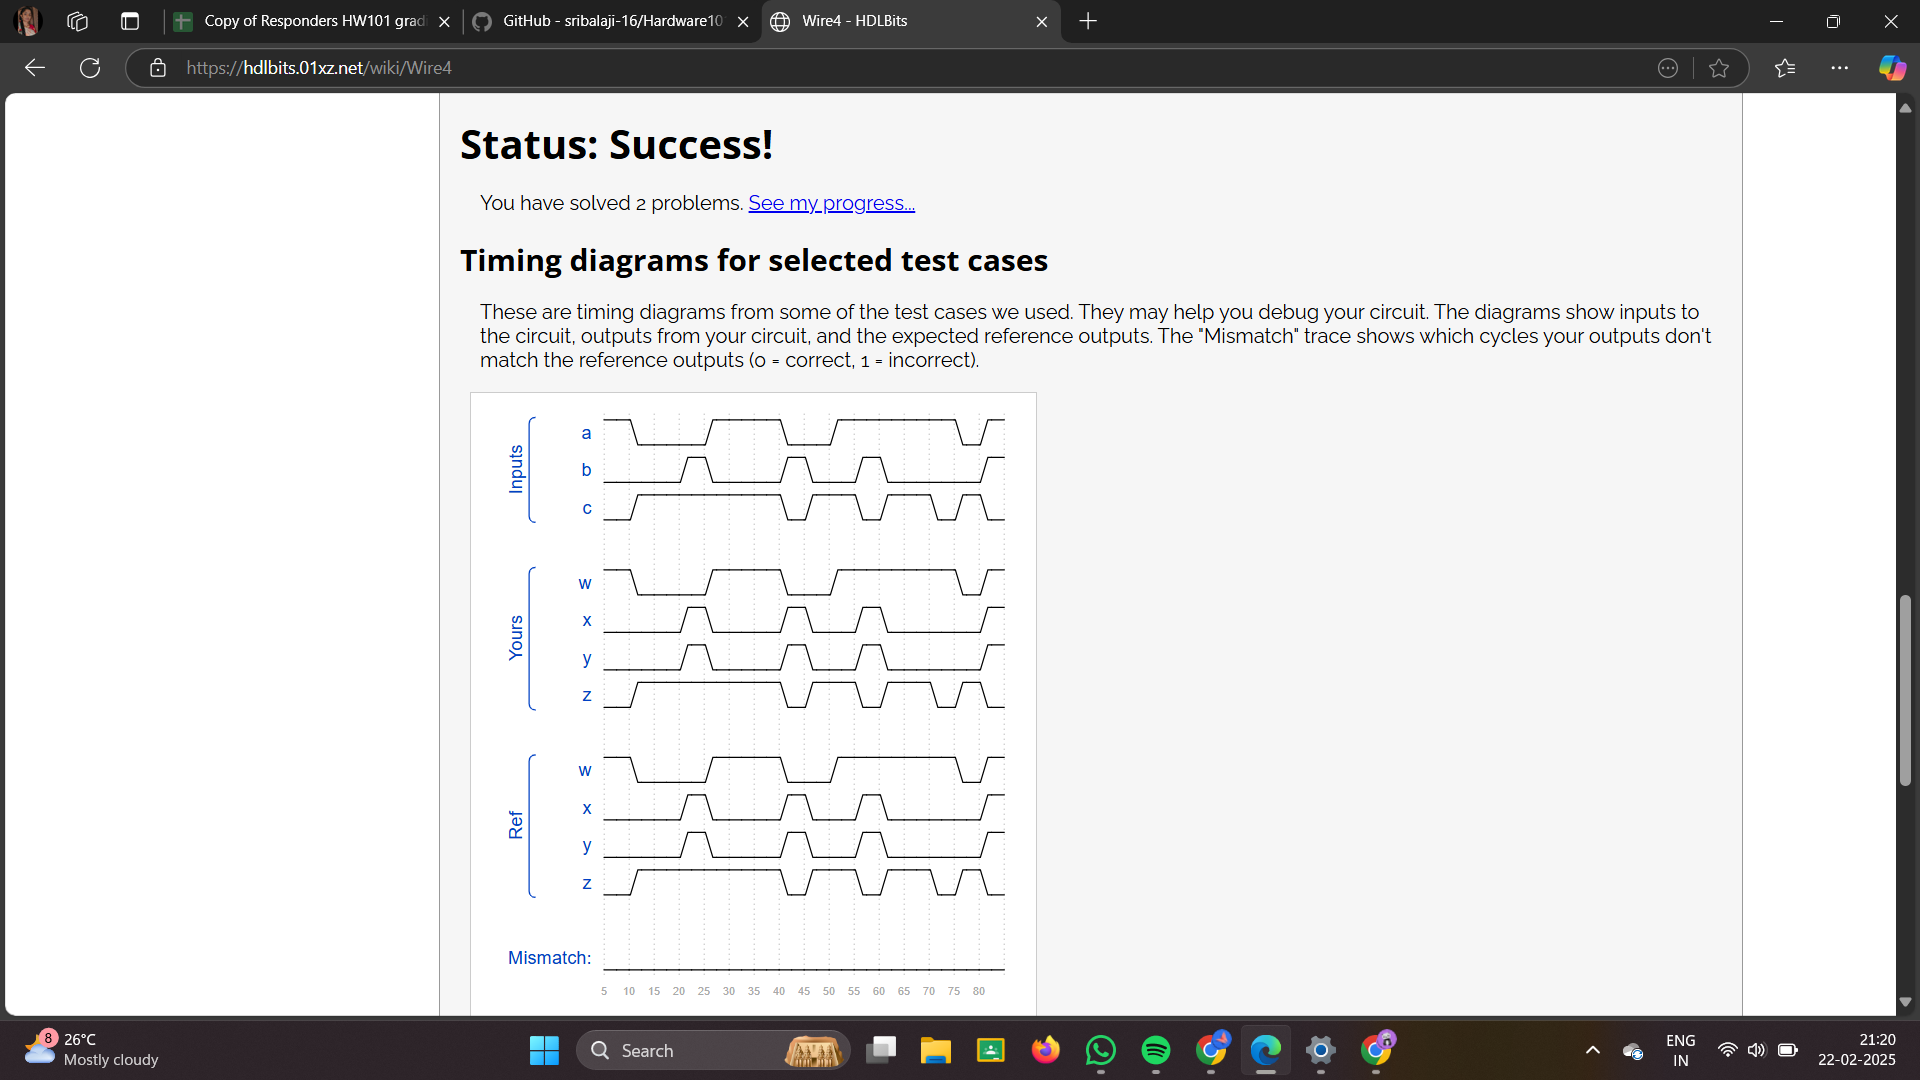 Copy of Responders HW101 gradi
GitHub - sribalaji-16/Hardware10
Wire4 - HDLBits
https://hdlbits.01xz.net/wiki/Wire4
Status: Success!
You have solved 2 problems. See my progress...
Timing diagrams for selected test cases
These are timing diagrams from some of the test cases we used. They may help you debug your circuit. The diagrams show inputs to
the circuit, outputs from your circuit, and the expected reference outputs. The "Mismatch" trace shows which cycles your outputs don't
match the reference outputs (0 = correct, 1 = incorrect).
Inputs
a
b
c
Yours
w
x
y
z
Ref
w
x
y
z
Mismatch:
5 10 15 20 25 30 35 40 45 50 55 60 65 70 75 80
8
26°C
Mostly cloudy
Search
ENG
IN
21:20
22-02-2025